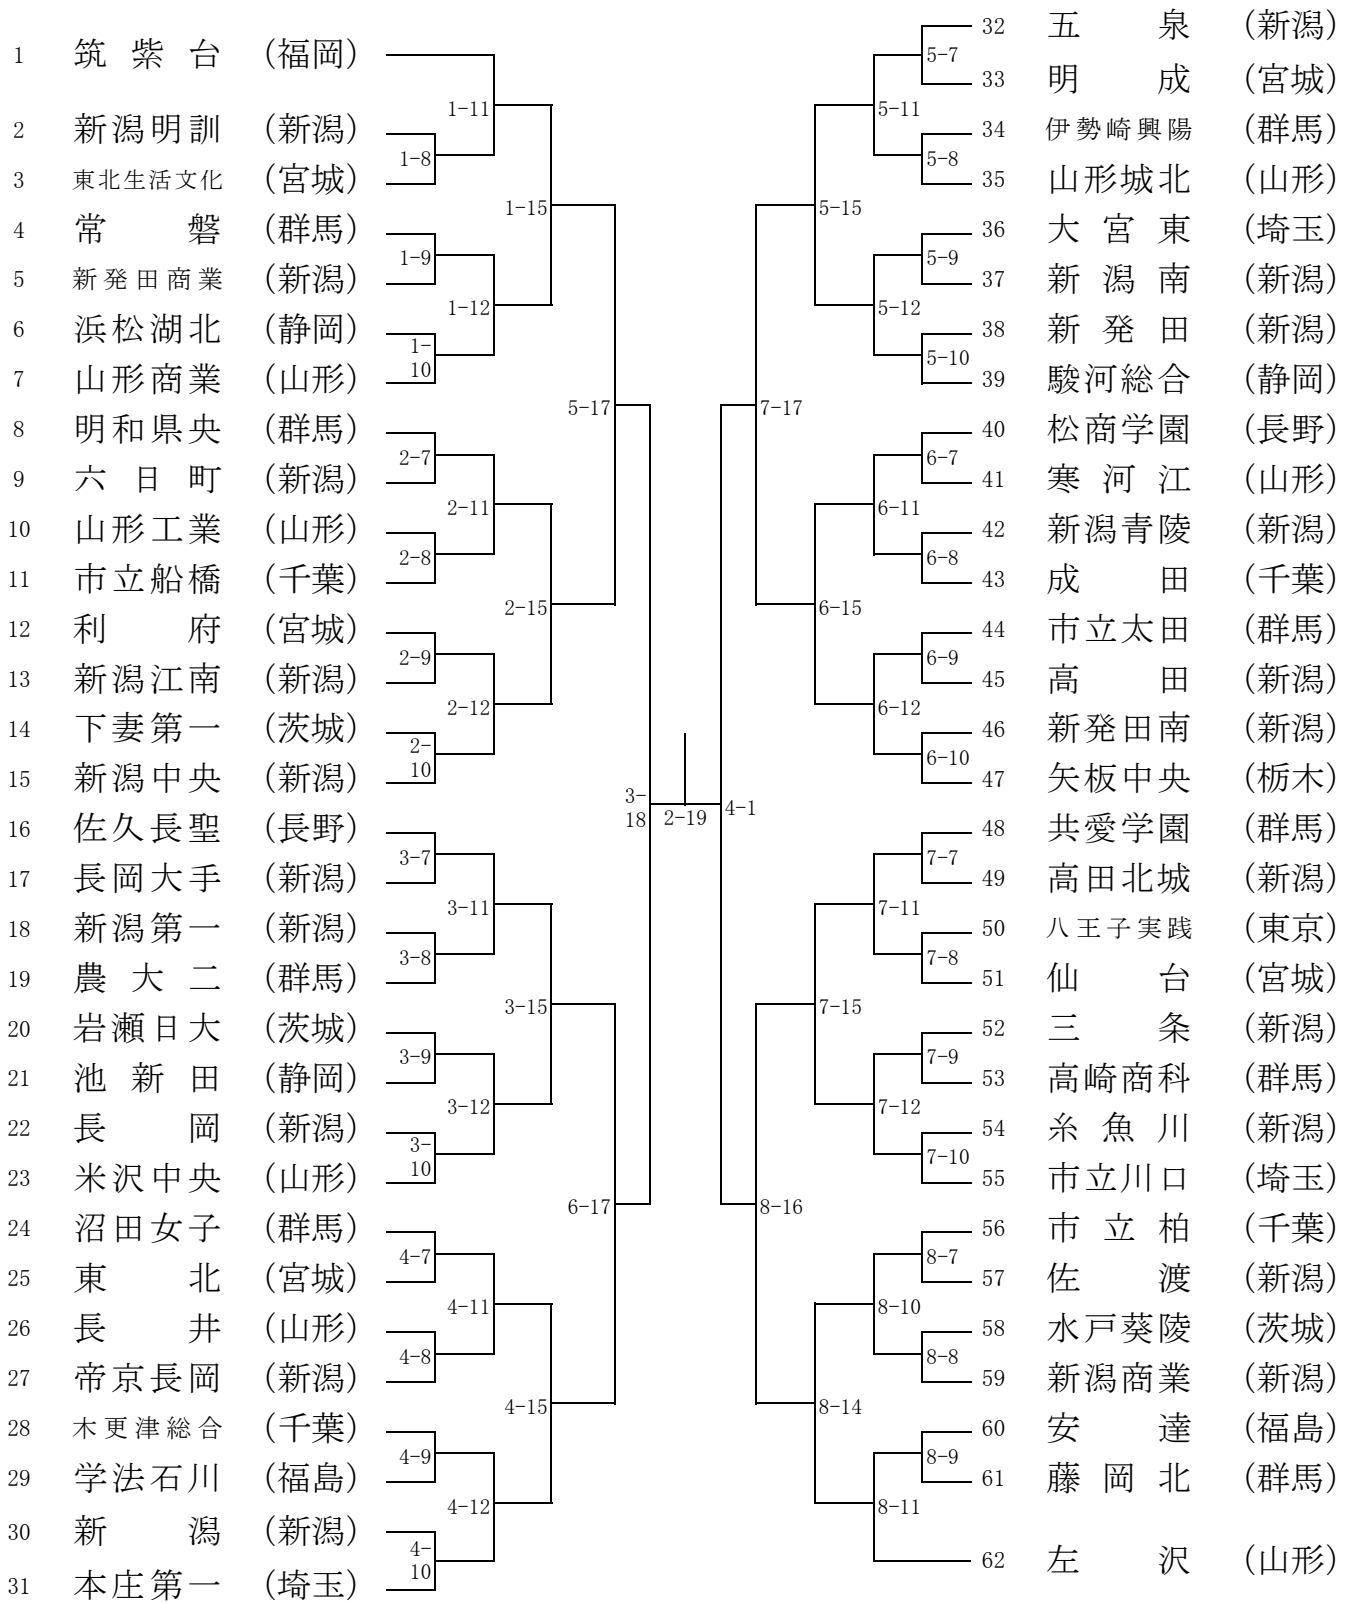 1 筑紫台 (福岡)
2 新潟明訓 (新潟)
3 東北生活文化 (宮城)
4 常磐 (群馬)
5 新発田商業 (新潟)
6 浜松湖北 (静岡)
7 山形商業 (山形)
8 明和県央 (群馬)
9 六日町 (新潟)
10 山形工業 (山形)
11 市立船橋 (千葉)
12 利府 (宮城)
13 新潟江南 (新潟)
14 下妻第一 (茨城)
15 新潟中央 (新潟)
16 佐久長聖 (長野)
17 長岡大手 (新潟)
18 新潟第一 (新潟)
19 農大二 (群馬)
20 岩瀬日大 (茨城)
21 池新田 (静岡)
22 長岡 (新潟)
23 米沢中央 (山形)
24 沼田女子 (群馬)
25 東北 (宮城)
26 長井 (山形)
27 帝京長岡 (新潟)
28 木更津総合 (千葉)
29 学法石川 (福島)
30 新潟 (新潟)
31 本庄第一 (埼玉)
1-8
1-9
1-
10
2-7
2-8
2-9
2-
10
3-7
3-8
3-9
3-
10
4-7
4-8
4-9
4-
10
1-11
1-12
2-11
2-12
3-11
3-12
4-11
4-12
1-15
2-15
3-15
4-15
5-17
6-17
3-
18
2-19
4-1
7-17
8-16
5-15
6-15
7-15
8-14
5-11
5-12
6-11
6-12
7-11
7-12
8-10
8-11
5-7
5-8
5-9
5-10
6-7
6-8
6-9
6-10
7-7
7-8
7-9
7-10
8-7
8-8
8-9
32 五泉 (新潟)
33 明成 (宮城)
34 伊勢崎興陽 (群馬)
35 山形城北 (山形)
36 大宮東 (埼玉)
37 新潟南 (新潟)
38 新発田 (新潟)
39 駿河総合 (静岡)
40 松商学園 (長野)
41 寒河江 (山形)
42 新潟青陵 (新潟)
43 成田 (千葉)
44 市立太田 (群馬)
45 高田 (新潟)
46 新発田南 (新潟)
47 矢板中央 (栃木)
48 共愛学園 (群馬)
49 高田北城 (新潟)
50 八王子実践 (東京)
51 仙台 (宮城)
52 三条 (新潟)
53 高崎商科 (群馬)
54 糸魚川 (新潟)
55 市立川口 (埼玉)
56 市立柏 (千葉)
57 佐渡 (新潟)
58 水戸葵陵 (茨城)
59 新潟商業 (新潟)
60 安達 (福島)
61 藤岡北 (群馬)
62 左沢 (山形)